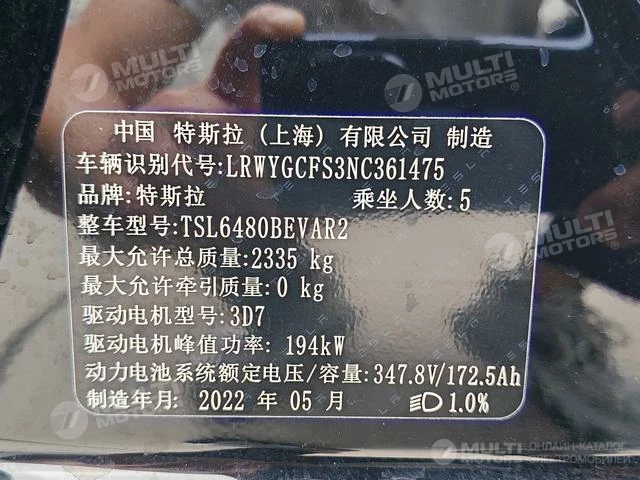 MULTI
MOTORS
MULTI
MOTORS
中国 特斯拉 (上海) 有限公司 制造
车辆识别代号:LRWYGCFS3NC361475
品牌:特斯拉 乘坐人数:5
整车型号:TSL6480BEVAR2
最大允许总质量:2335 kg
最大允许牵引质量:0 kg
驱动电机型号:3D7
驱动电机峰值功率: 194kW
动力电池系统额定电压/容量:347.8V/172.5Ah
制造年月: 2022 年 05 月 1.0%
MULTI
MOTORS
MULTI
ОНЛАЙН-КАТАЛОГ
ЭЛЕКТРОМОБИЛЕЙ